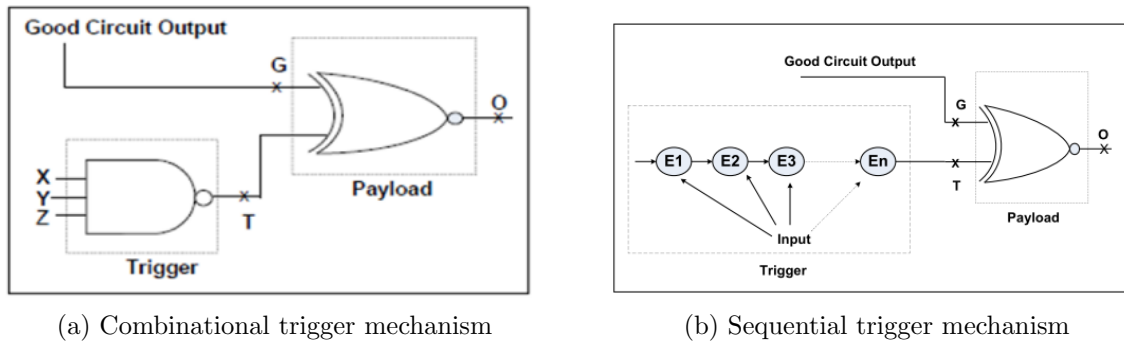 Good Circuit Output
G
O
X
Y
Z
T
Payload
Trigger
(a) Combinational trigger mechanism
Good Circuit Output
G
O
E1
E2
E3
En
T
Payload
Input
Trigger
(b) Sequential trigger mechanism